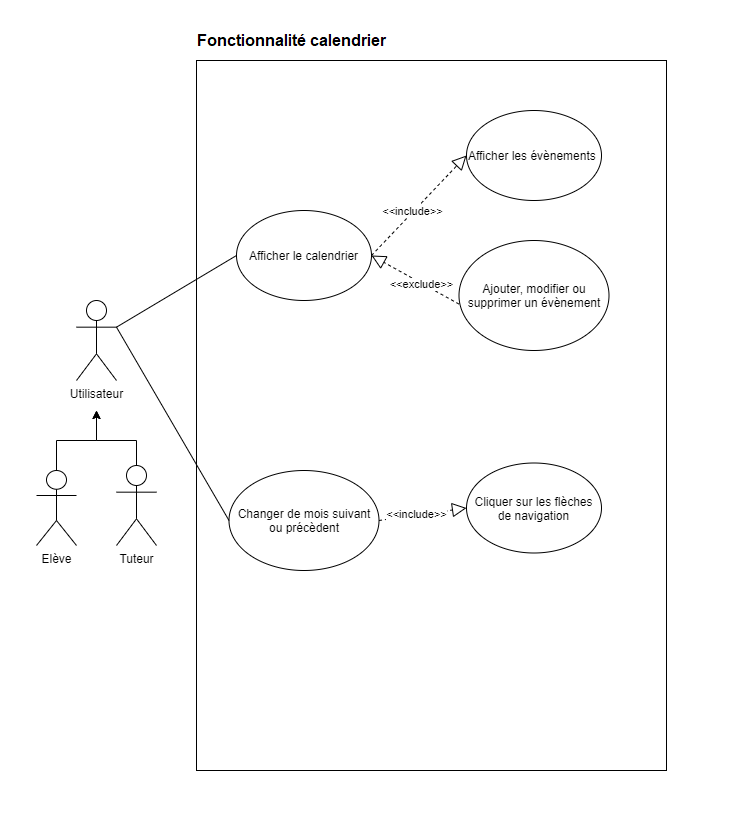 Fonctionnalité calendrier
Afficher les évènements
<<include>>
Afficher le calendrier
<<exclude>>
Ajouter, modifier ou
supprimer un évènement
Utilisateur
Cliquer sur les flèches
de navigation
Changer de mois suivant
ou précèdent
<<include>>
Elève
Tuteur